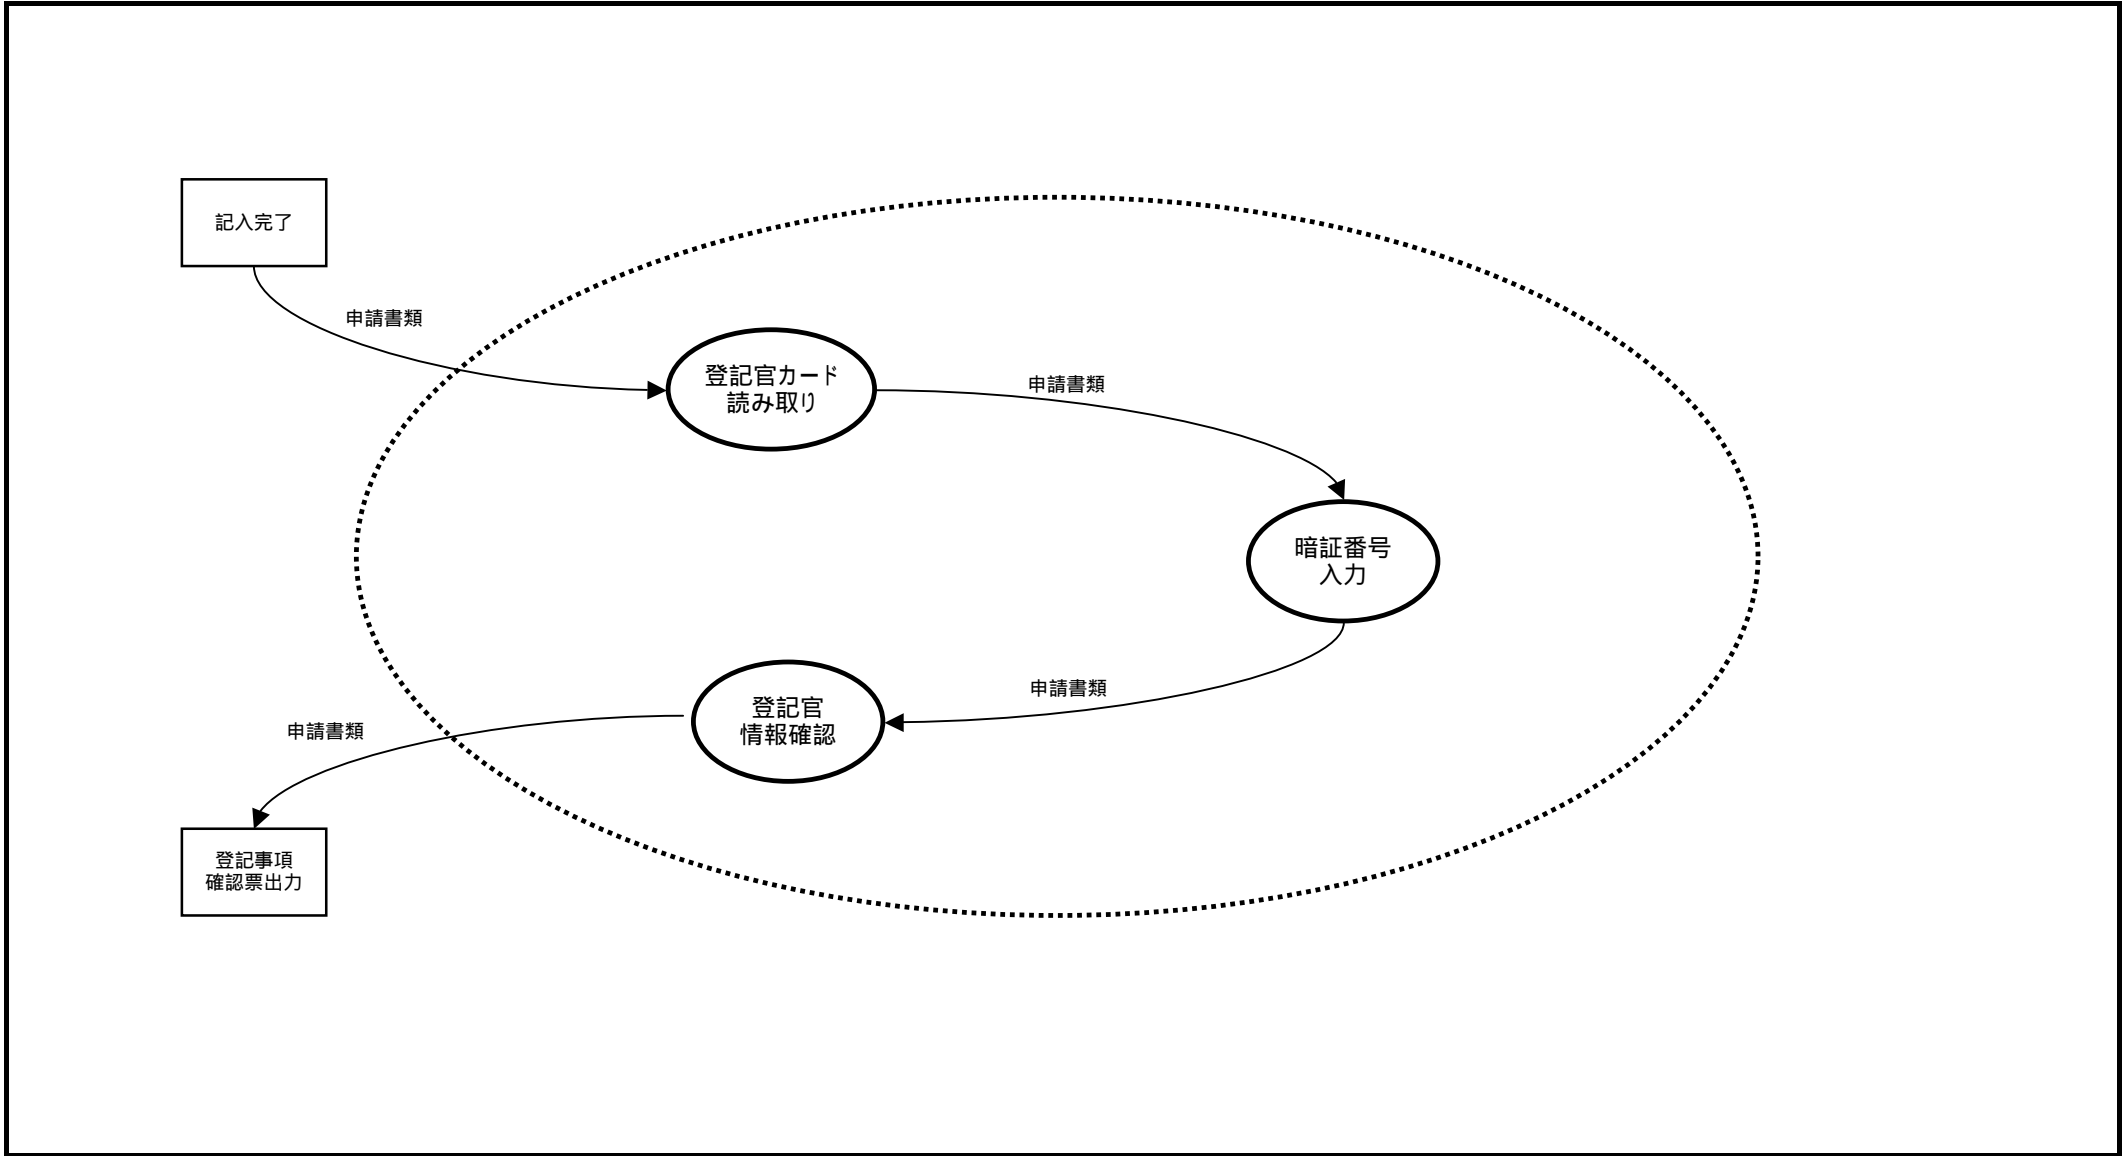 記入完了
申請書類
登記官カード
読み取り
申請書類
暗証番号
入力
申請書類
登記官
情報確認
申請書類
登記事項
確認票出力